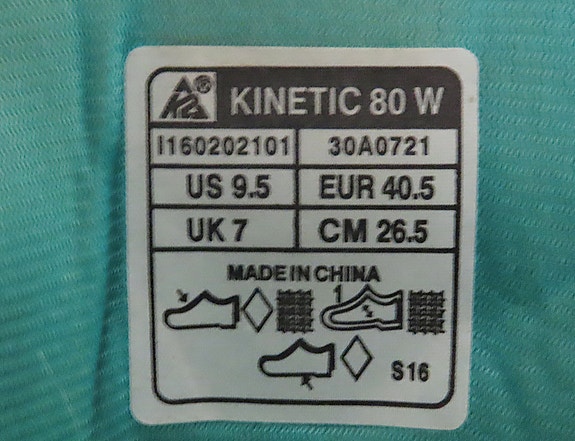 K2® KINETIC 80 W
I160202101 30A0721
US 9.5 EUR 40.5
UK 7 CM 26.5
MADE IN CHINA
1
S16